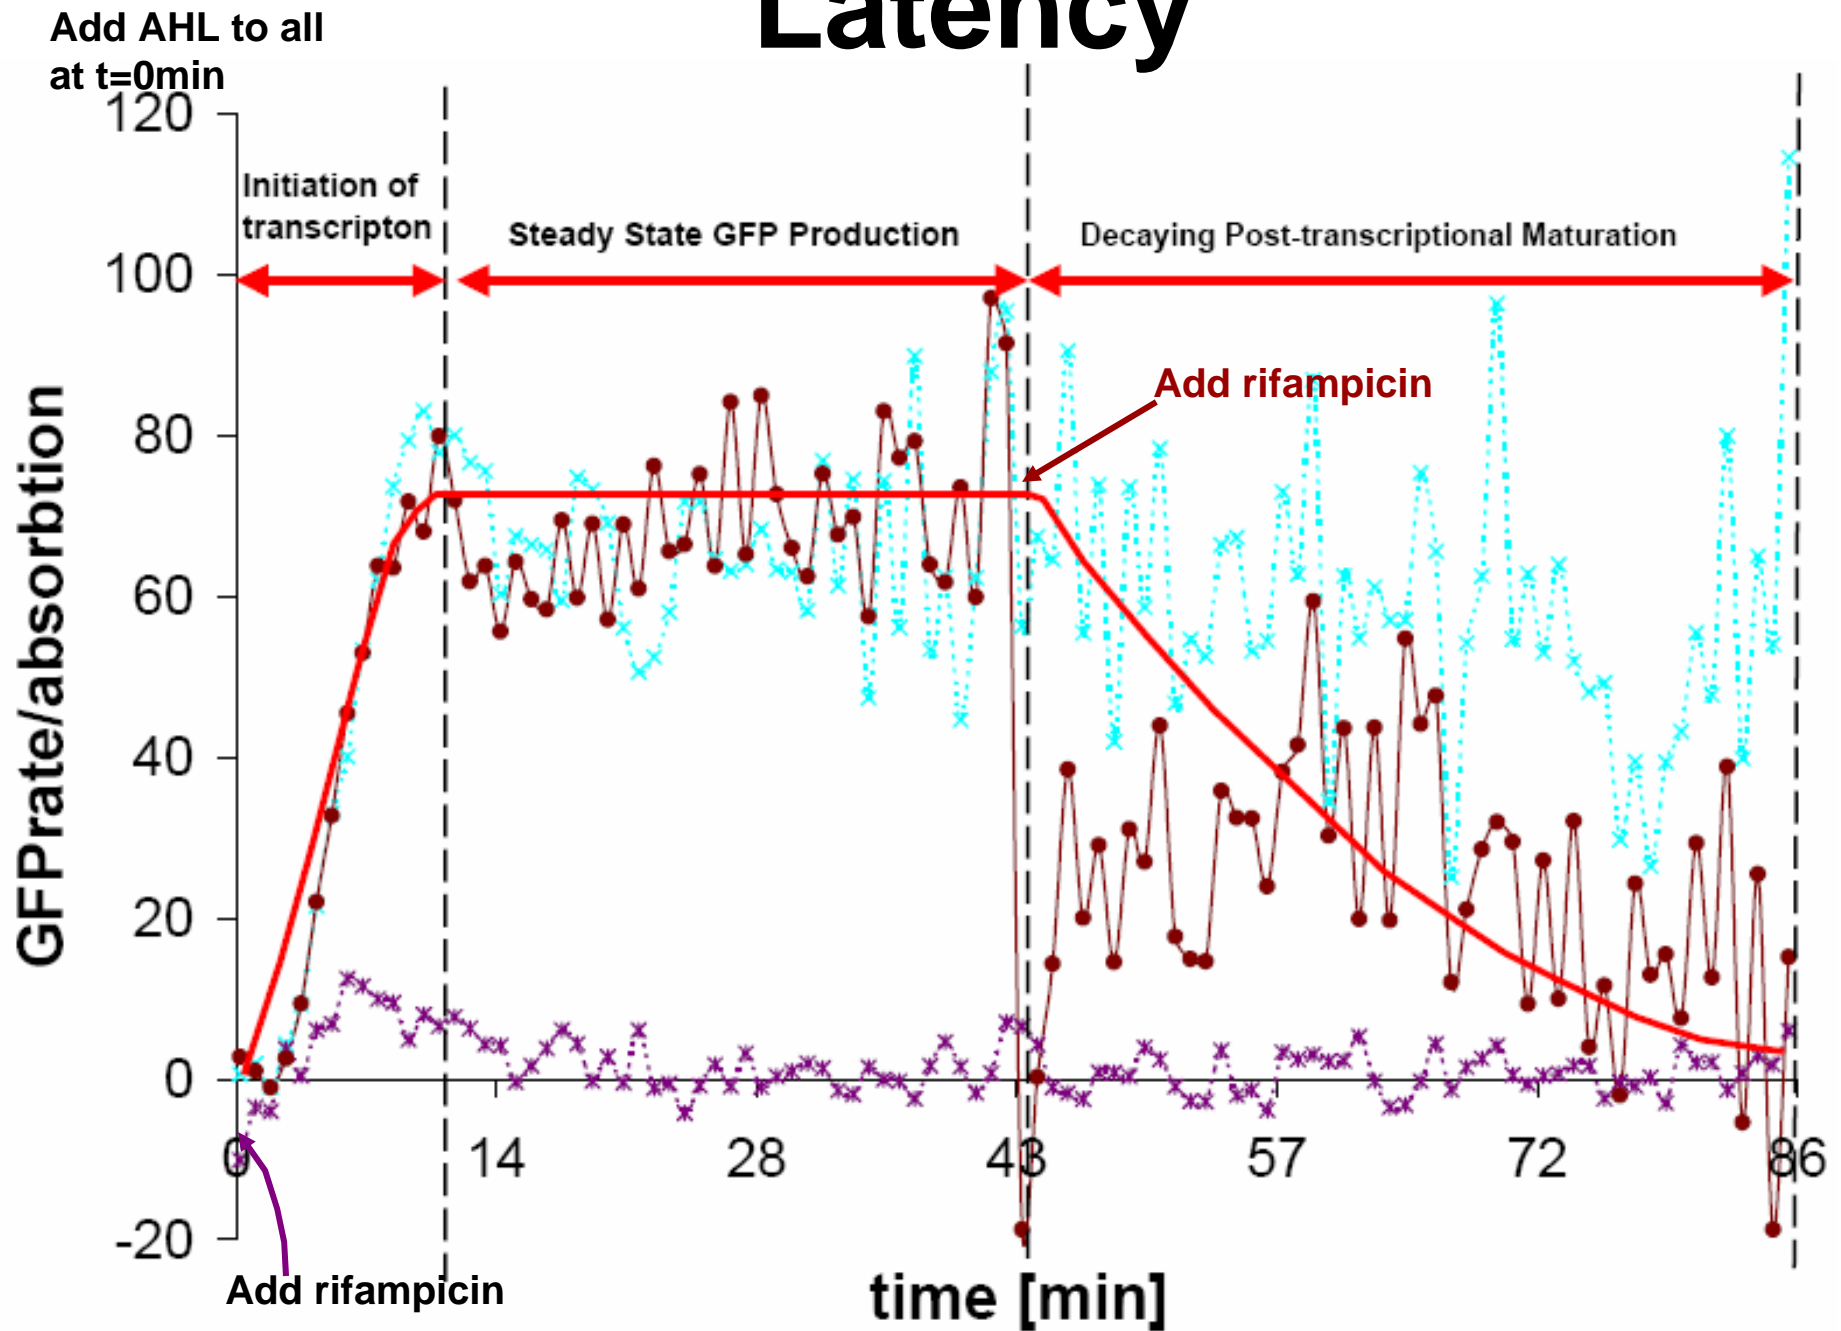 Latency
Add AHL to all
at t=0min
120
100
80
60
40
20
0
-20
Initiation of
transcripton
Steady State GFP Production
Decaying Post-transcriptional Maturation
Add rifampicin
GFPrate/absorbtion
0
14
28
43
57
72
86
Add rifampicin
time [min]